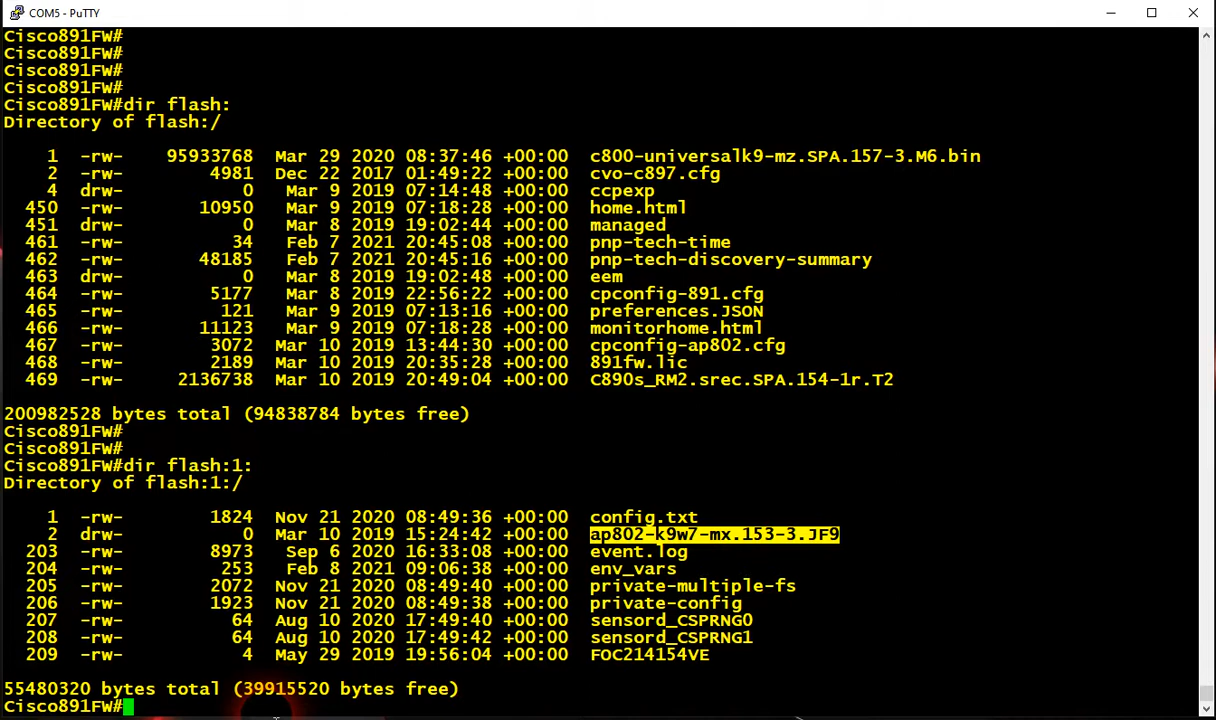 COM5 - PuTTY
Cisco891FW#
Cisco891FW#
Cisco891FW#
Cisco891FW#
Cisco891FW#dir flash:
Directory of flash:/
1 -rw- 95933768 Mar 29 2020 08:37:46 +00:00 c800-universalk9-mz.SPA.157-3.M6.bin
2 -rw- 4981 Dec 22 2017 01:49:22 +00:00 cvo-c897.cfg
4 drw- 0 Mar 9 2019 07:14:48 +00:00 ccpexp
450 -rw- 10950 Mar 9 2019 07:18:28 +00:00 home.html
451 drw- 0 Mar 8 2019 19:02:44 +00:00 managed
461 -rw- 34 Feb 7 2021 20:45:08 +00:00 pnp-tech-time
462 -rw- 48185 Feb 7 2021 20:45:16 +00:00 pnp-tech-discovery-summary
463 drw- 0 Mar 8 2019 19:02:48 +00:00 eem
464 -rw- 5177 Mar 8 2019 22:56:22 +00:00 cpconfig-891.cfg
465 -rw- 121 Mar 9 2019 07:13:16 +00:00 preferences.JSON
466 -rw- 11123 Mar 9 2019 07:18:28 +00:00 monitorhome.html
467 -rw- 3072 Mar 10 2019 13:44:30 +00:00 cpconfig-ap802.cfg
468 -rw- 2189 Mar 10 2019 20:35:28 +00:00 891fw.lic
469 -rw- 2136738 Mar 10 2019 20:49:04 +00:00 C890s_RM2.srec.SPA.154-1r.T2
200982528 bytes total (94838784 bytes free)
Cisco891FW#
Cisco891FW#
Cisco891FW#dir flash:1:
Directory of flash:1:/
1 -rw- 1824 Nov 21 2020 08:49:36 +00:00 config.txt
2 drw- 0 Mar 10 2019 15:24:42 +00:00 ap802-k9w7-mx.153-3.JF9
203 -rw- 8973 Sep 6 2020 16:33:08 +00:00 event.log
204 -rw- 253 Feb 8 2021 09:06:38 +00:00 env_vars
205 -rw- 2072 Nov 21 2020 08:49:40 +00:00 private-multiple-fs
206 -rw- 1923 Nov 21 2020 08:49:38 +00:00 private-config
207 -rw- 64 Aug 10 2020 17:49:40 +00:00 sensord_CSPRNG0
208 -rw- 64 Aug 10 2020 17:49:42 +00:00 sensord_CSPRNG1
209 -rw- 4 May 29 2019 19:56:04 +00:00 FOC214154VE
55480320 bytes total (39915520 bytes free)
Cisco891FW#